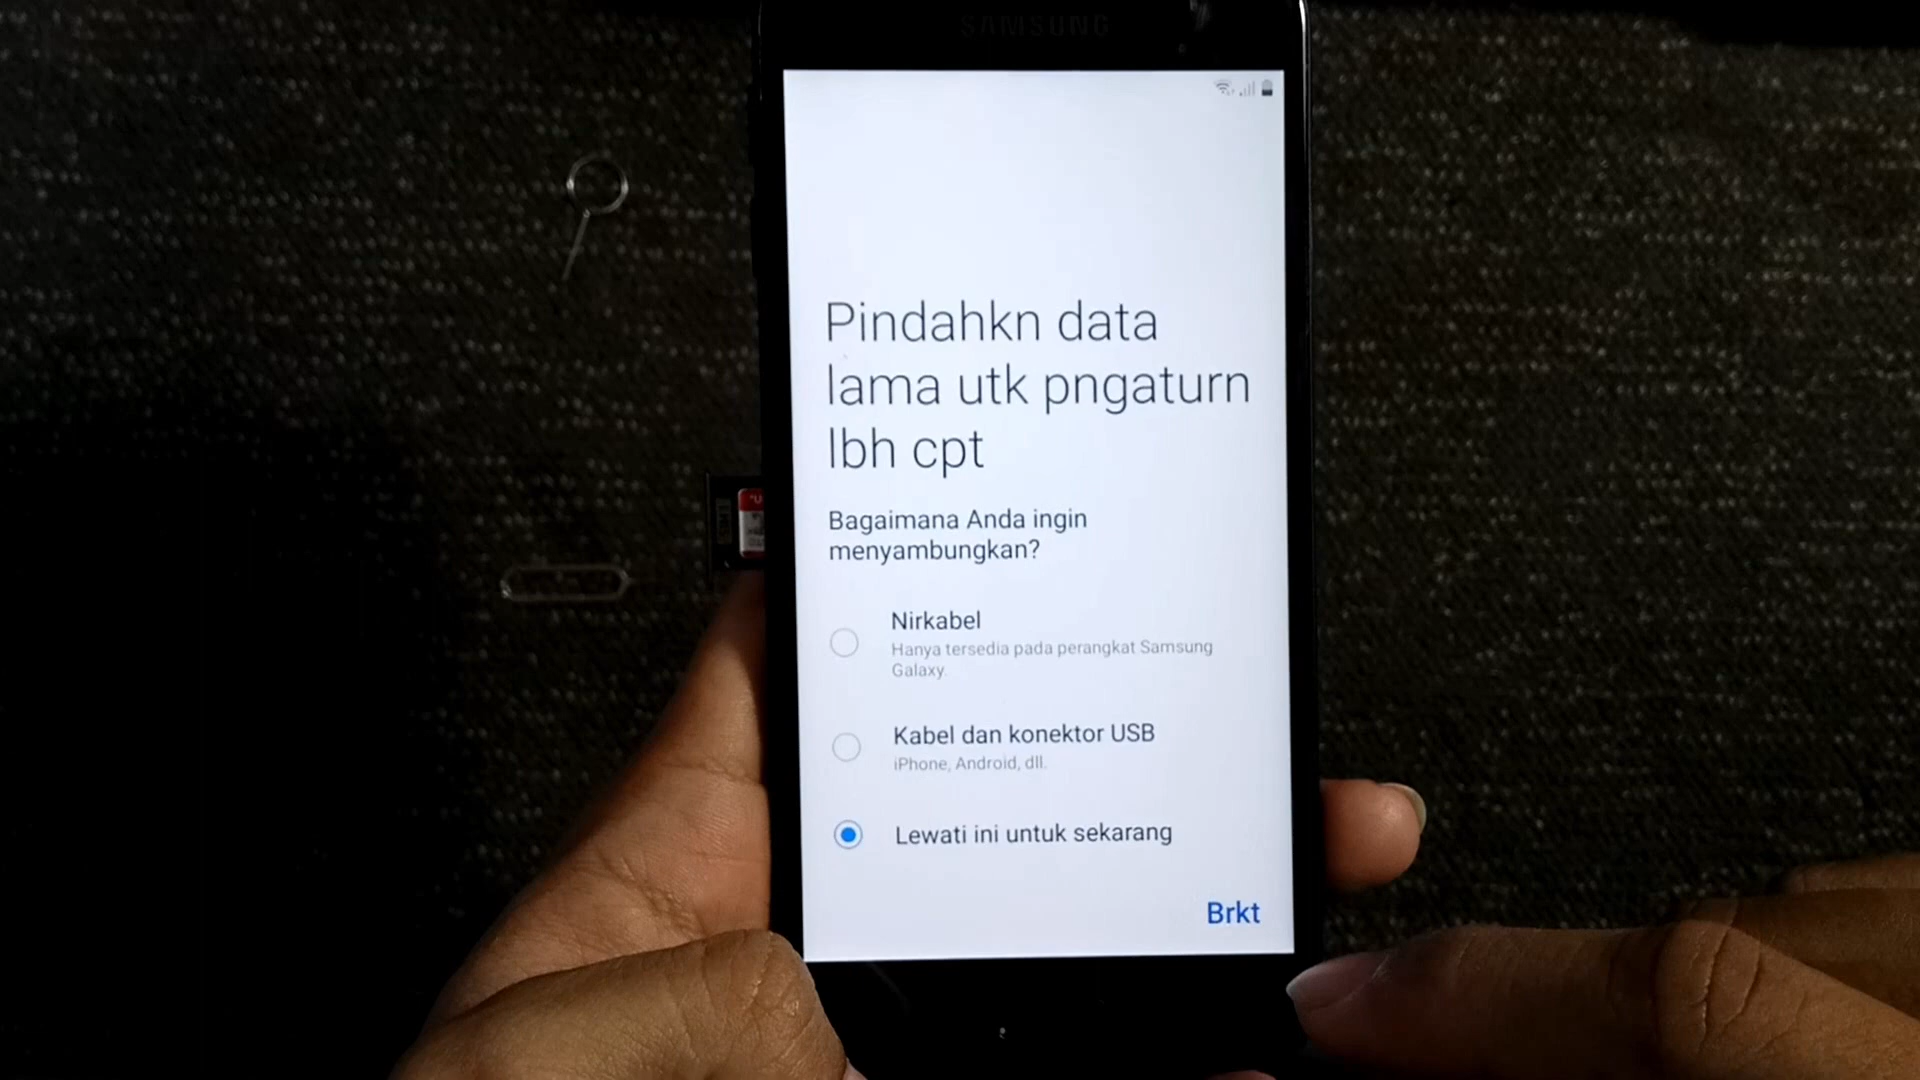 SAMSUNG
Pindahkn data
lama utk pngaturn
lbh cpt
Bagaimana Anda ingin
menyambungkan?
Nirkabel
Hanya tersedia pada perangkat Samsung
Galaxy.
Kabel dan konektor USB
iPhone, Android, dll.
Lewati ini untuk sekarang
Brkt